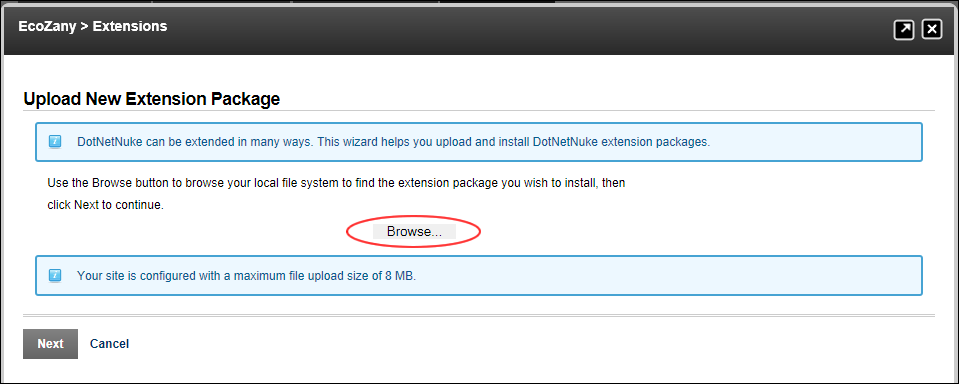 EcoZany > Extensions
Upload New Extension Package
DotNetNuke can be extended in many ways. This wizard helps you upload and install DotNetNuke extension packages.
Use the Browse button to browse your local file system to find the extension package you wish to install, then
click Next to continue.
Browse...
Your site is configured with a maximum file upload size of 8 MB.
Next Cancel